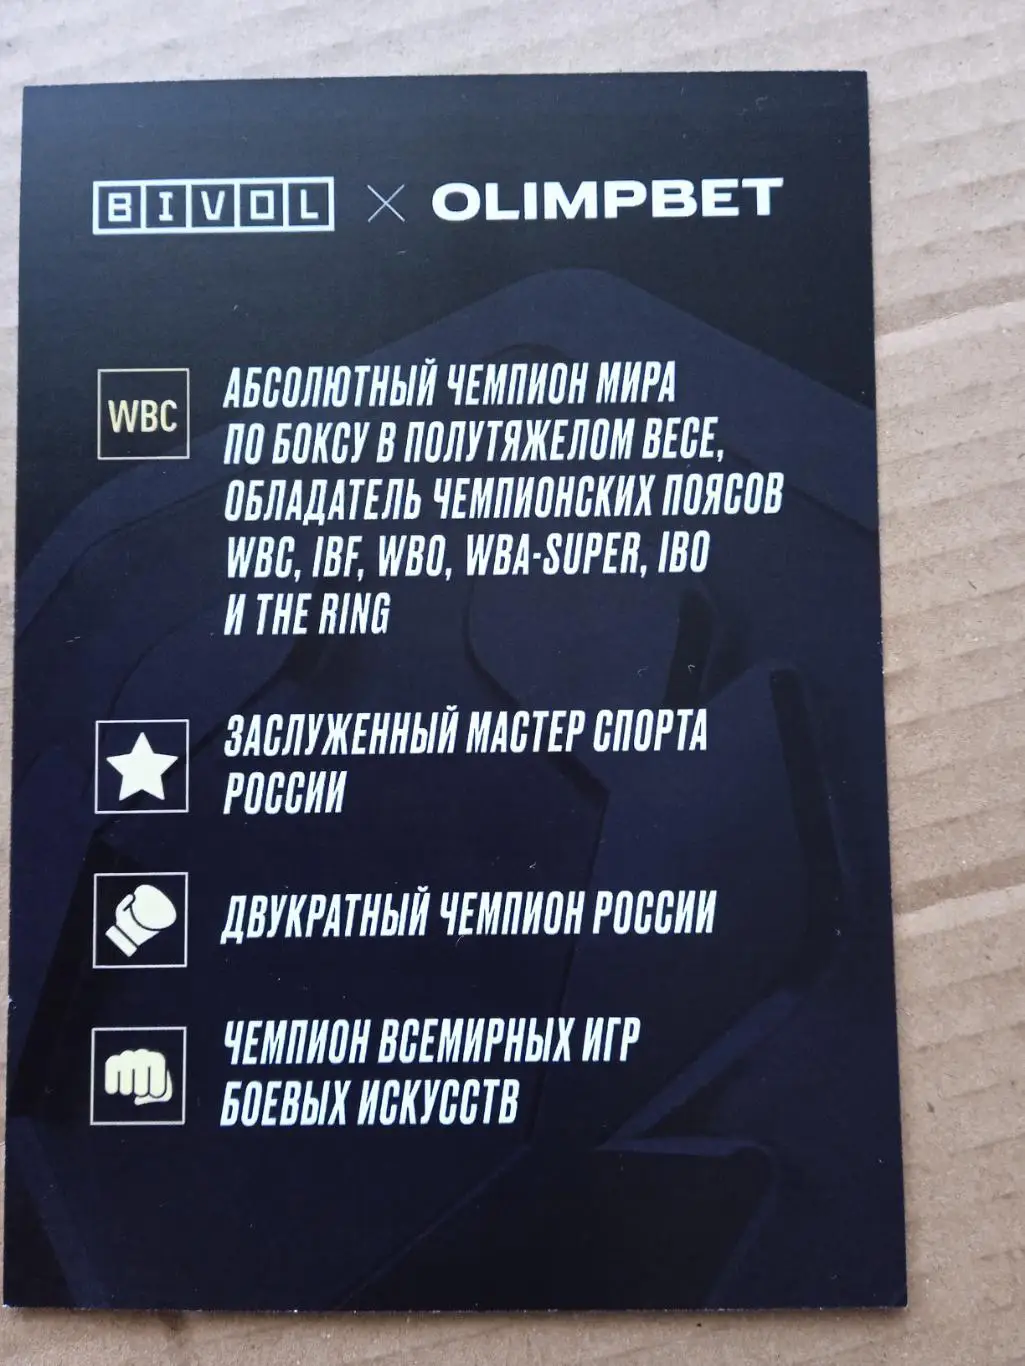 BIVOL × OLIMPBET
WBC
АБСОЛЮТНЫЙ ЧЕМПИОН МИРА
ПО БОКСУ В ПОЛУТЯЖЕЛОМ ВЕСЕ,
ОБЛАДАТЕЛЬ ЧЕМПИОНСКИХ ПОЯСОВ
WBC, IBF, WBO, WBA-SUPER, IBO
И THE RING
ЗАСЛУЖЕННЫЙ МАСТЕР СПОРТА
РОССИИ
ДВУКРАТНЫЙ ЧЕМПИОН РОССИИ
ЧЕМПИОН ВСЕМИРНЫХ ИГР
БОЕВЫХ ИСКУССТВ